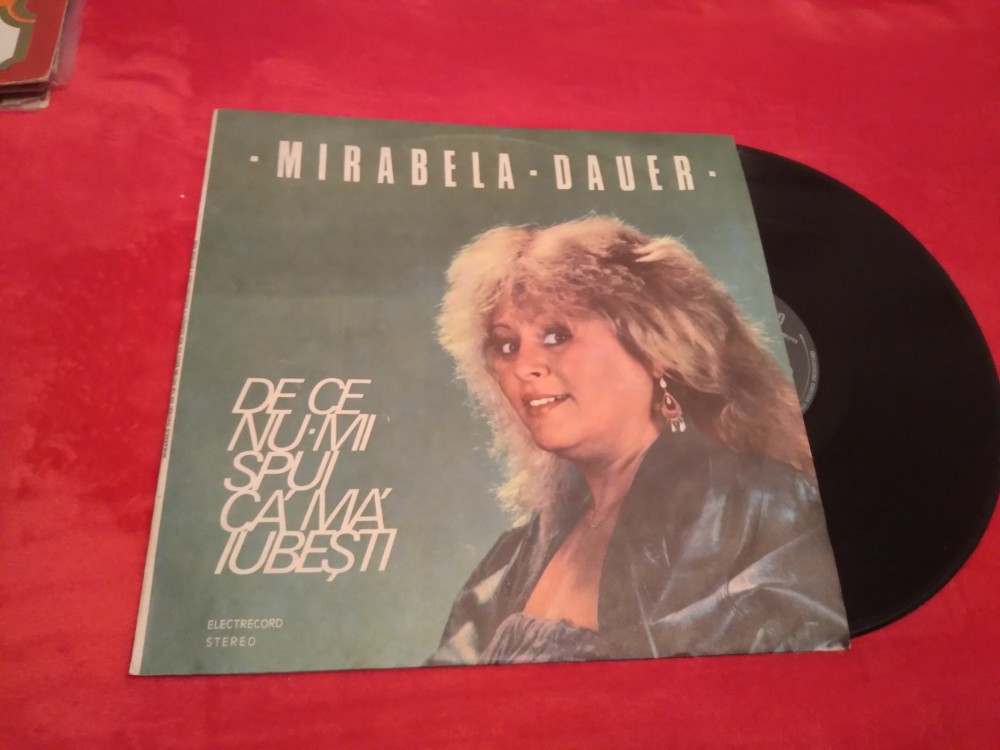 · MIRABELA · DAUER ·
DE CE
NU-MI
SPUI
CĂ MĂ
IUBEȘTI
ELECTRECORD
STEREO